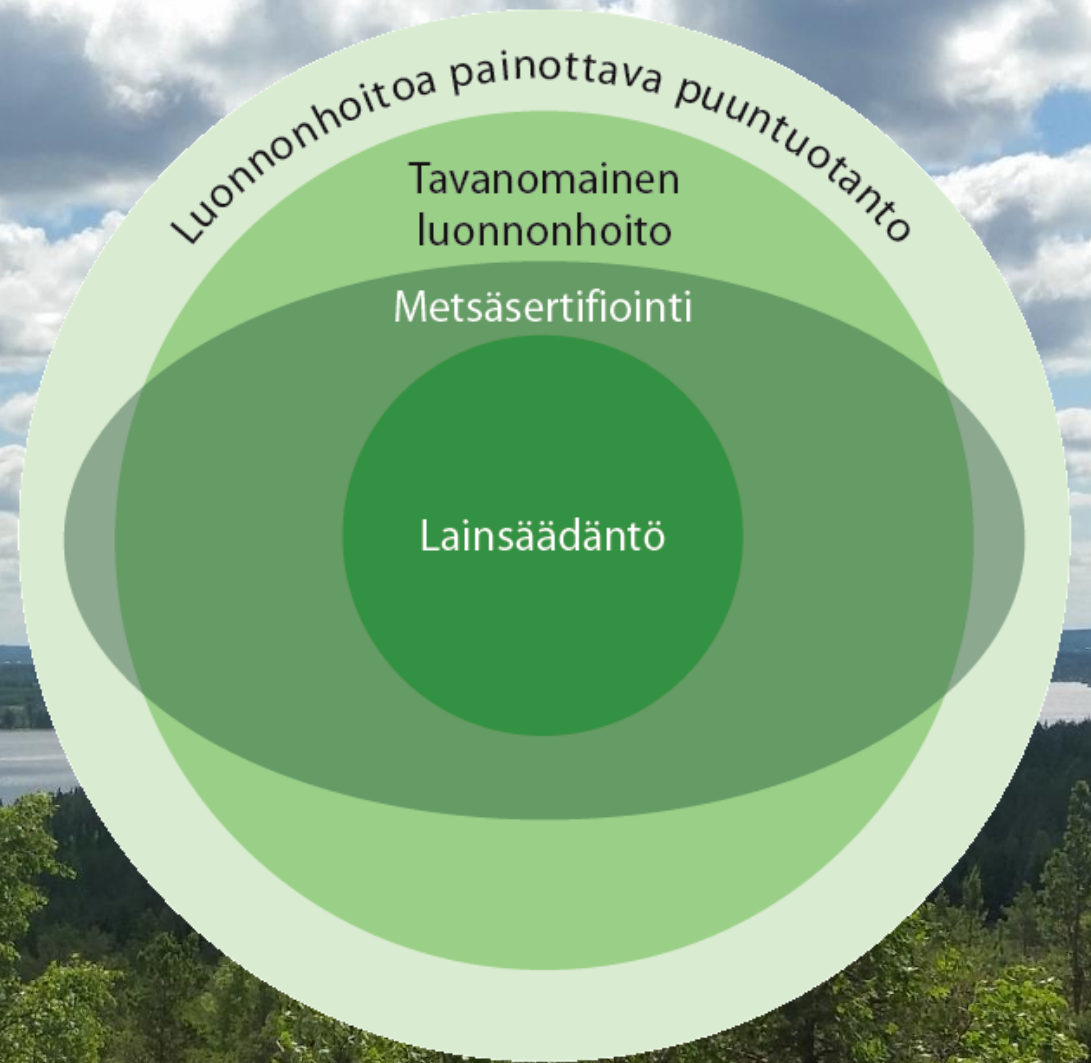 Luonnonhoitoa painottava puuntuotanto
Tavanomainen
luonnonhoito
Metsäsertifiointi
Lainsäädäntö